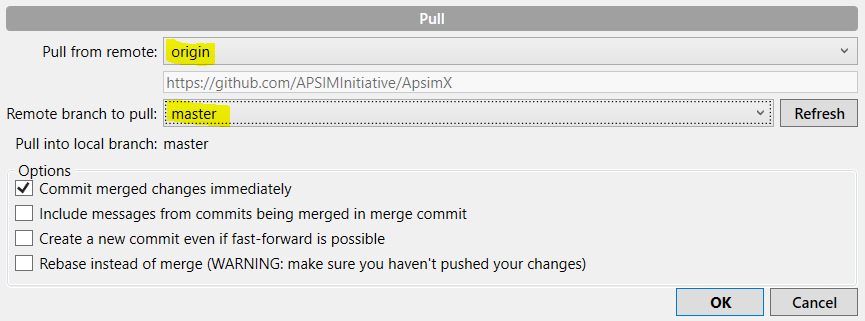 Pull
Pull from remote: origin
https://github.com/APSIMInitiative/ApsimX
Remote branch to pull: master Refresh
Pull into local branch: master
Options
Commit merged changes immediately
Include messages from commits being merged in merge commit
Create a new commit even if fast-forward is possible
Rebase instead of merge (WARNING: make sure you haven't pushed your changes)
OK Cancel